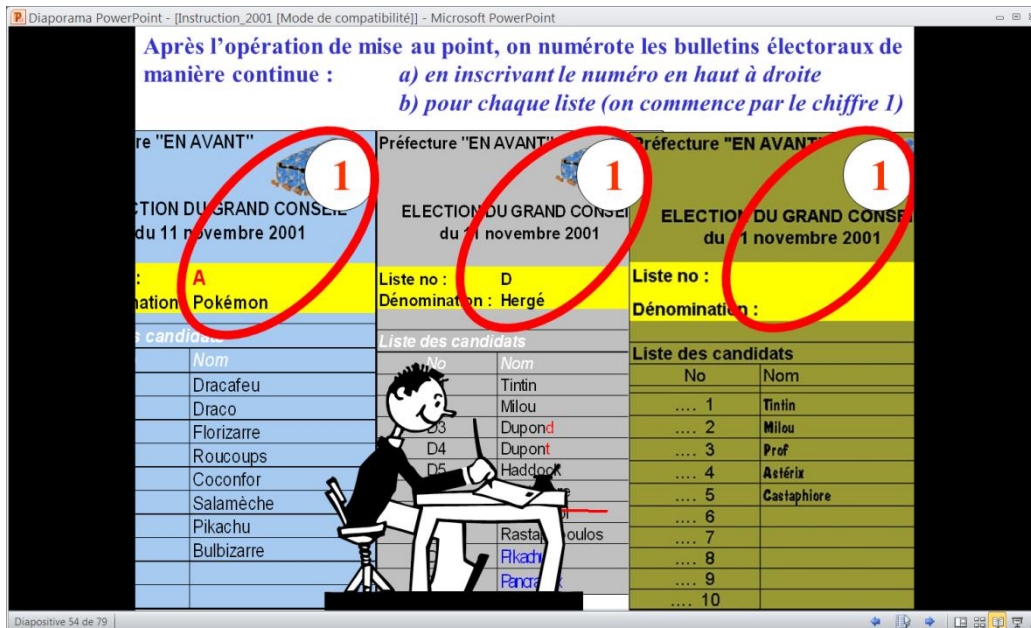 Diaporama PowerPoint - [Instruction_2001 [Mode de compatibilité]] - Microsoft PowerPoint
Après l'opération de mise au point, on numérote les bulletins électoraux de
manière continue : a) en inscrivant le numéro en haut à droite
b) pour chaque liste (on commence par le chiffre 1)
re "EN AVANT"
1
CTION DU GRAND CONSEIL
du 11 novembre 2001
: A
nation Pokémon
s candidats
Nom
Dracafeu
Draco
Florizarre
Roucoups
Coconfor
Salamèche
Pikachu
Bulbizarre
Préfecture "EN AVANT"
1
ELECTION DU GRAND CONSEI
du 11 novembre 2001
Liste no : D
Dénomination : Hergé
Liste des candidats
No Nom
Tintin
Milou
D3 Dupond
D4 Dupont
D5 Haddock
Rastapopoulos
Pikachu
Préfecture "EN AVANT"
1
ELECTION DU GRAND CONSEI
du 11 novembre 2001
Liste no :
Dénomination :
Liste des candidats
No Nom
.... 1 Tintin
.... 2 Milou
.... 3 Prof
.... 4 Astérix
.... 5 Castaphiore
.... 6
.... 7
.... 8
.... 9
.... 10
Diapositive 54 de 79